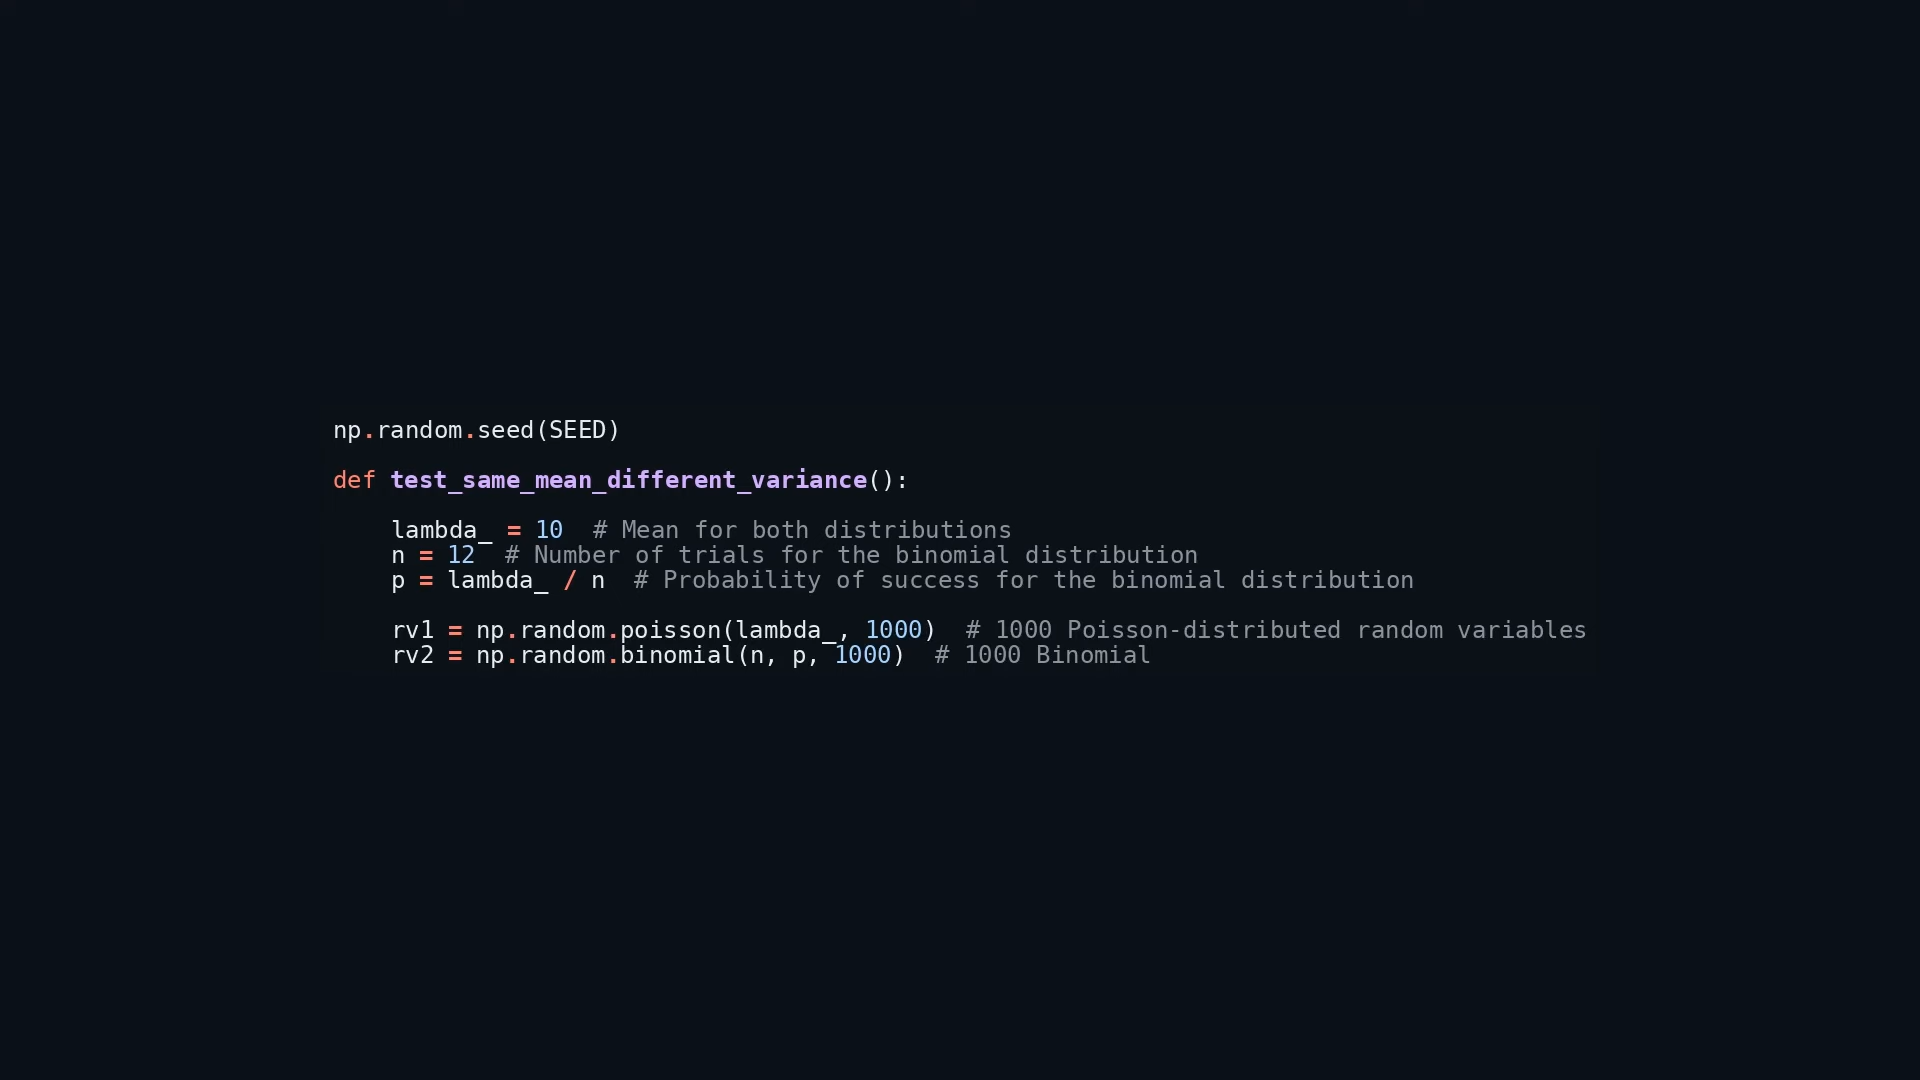 np.random.seed(SEED)
def test_same_mean_different_variance():
lambda_ = 10  # Mean for both distributions
n = 12  # Number of trials for the binomial distribution
p = lambda_ / n  # Probability of success for the binomial distribution
rv1 = np.random.poisson(lambda_, 1000)  # 1000 Poisson-distributed random variables
rv2 = np.random.binomial(n, p, 1000)  # 1000 Binomial